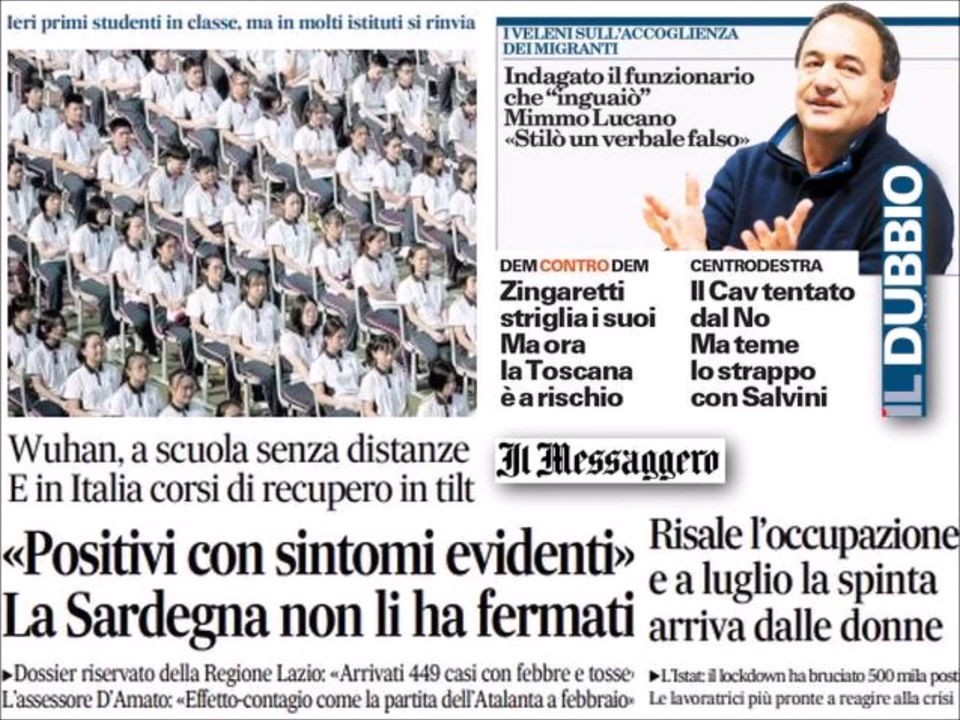 Ieri primi studenti in classe, ma in molti istituti si rinvia
Wuhan, a scuola senza distanze
E in Italia corsi di recupero in tilt
I VELENI SULL'ACCOGLIENZA
DEI MIGRANTI
Indagato il funzionario
che “inguaiò”
Mimmo Lucano
«Stilò un verbale falso»
DEM CONTRO DEM
Zingaretti
striglia i suoi
Ma ora
la Toscana
è a rischio
CENTRODESTRA
Il Cav tentato
dal No
Ma teme
lo strappo
con Salvini
IL DUBBIO
Il Messaggero
«Positivi con sintomi evidenti»
La Sardegna non li ha fermati
▸Dossier riservato della Regione Lazio: «Arrivati 449 casi con febbre e tosse»
L'assessore D'Amato: «Effetto-contagio come la partita dell'Atalanta a febbraio»
Risale l'occupazione
e a luglio la spinta
arriva dalle donne
▸L'Istat: il lockdown ha bruciato 500 mila posti
Le lavoratrici più pronte a reagire alla crisi